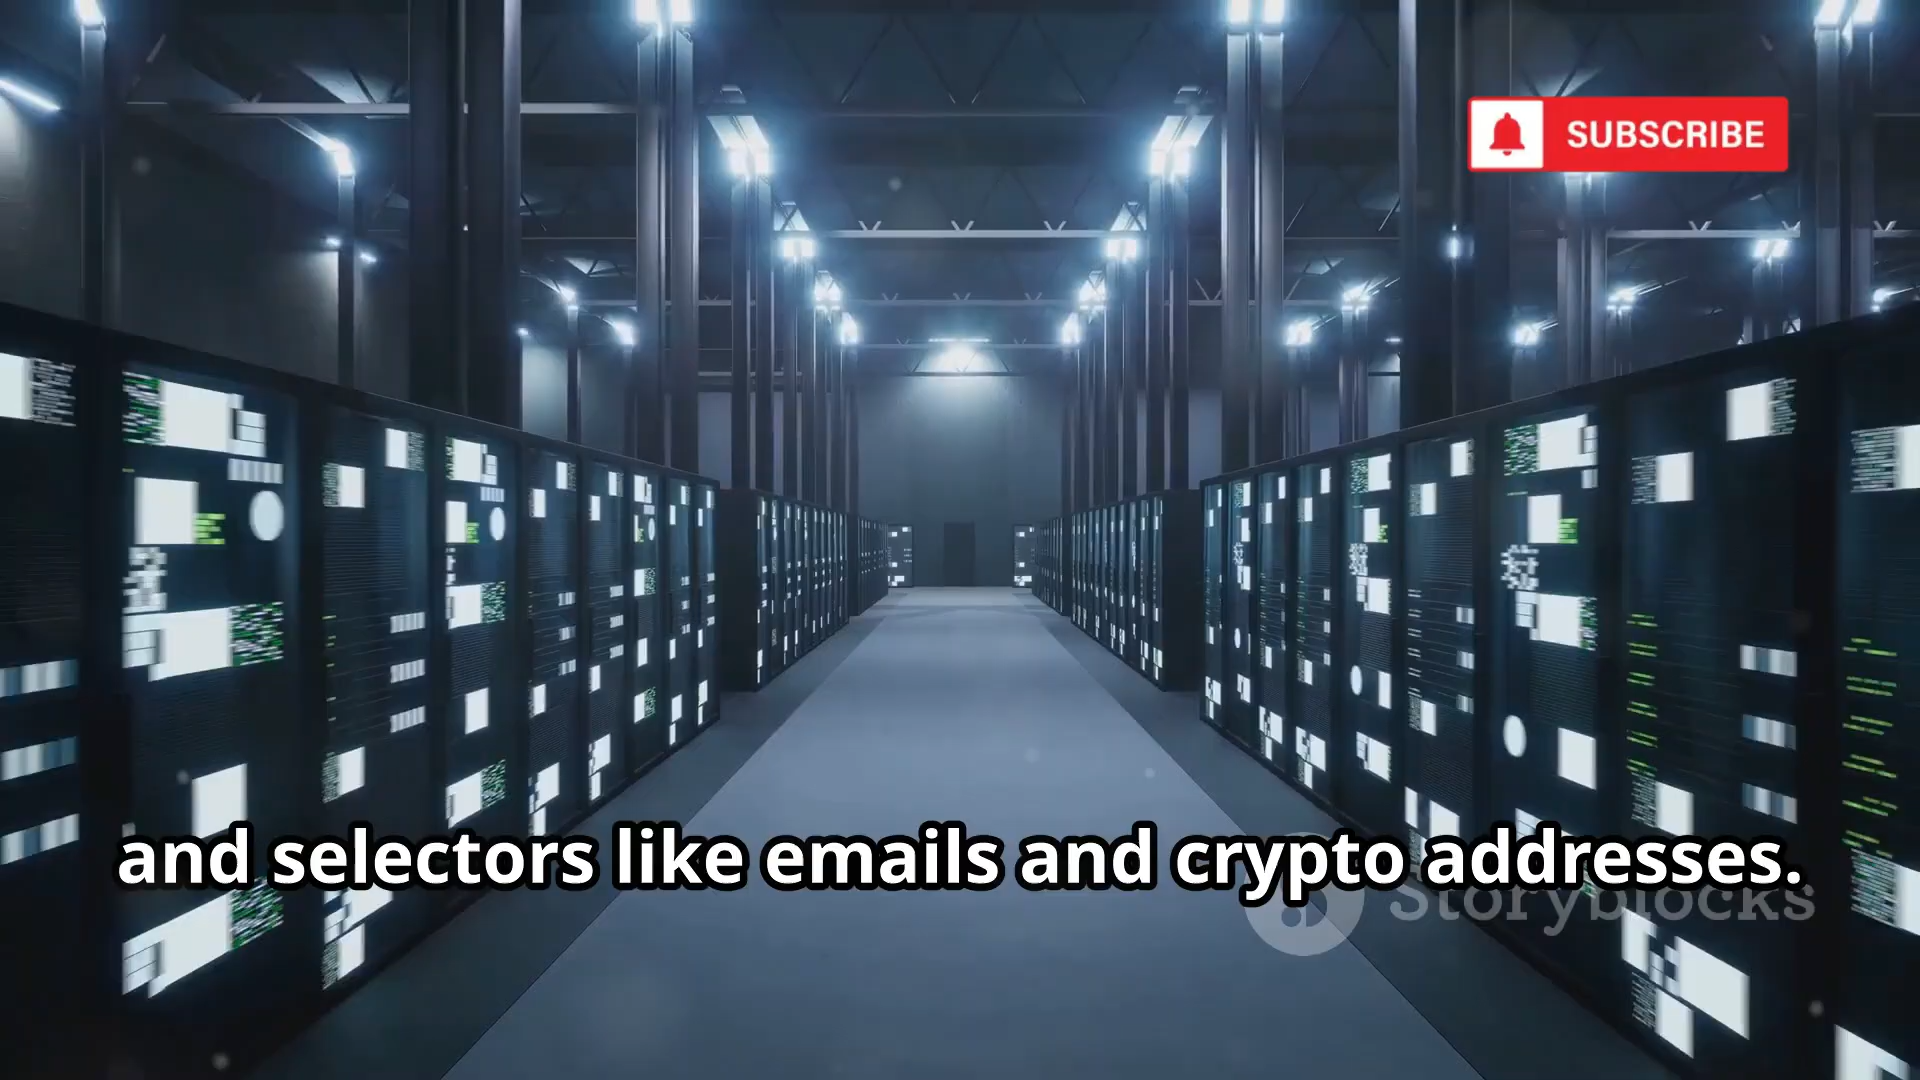 SUBSCRIBE
and selectors like emails and crypto addresses.
Storyblocks